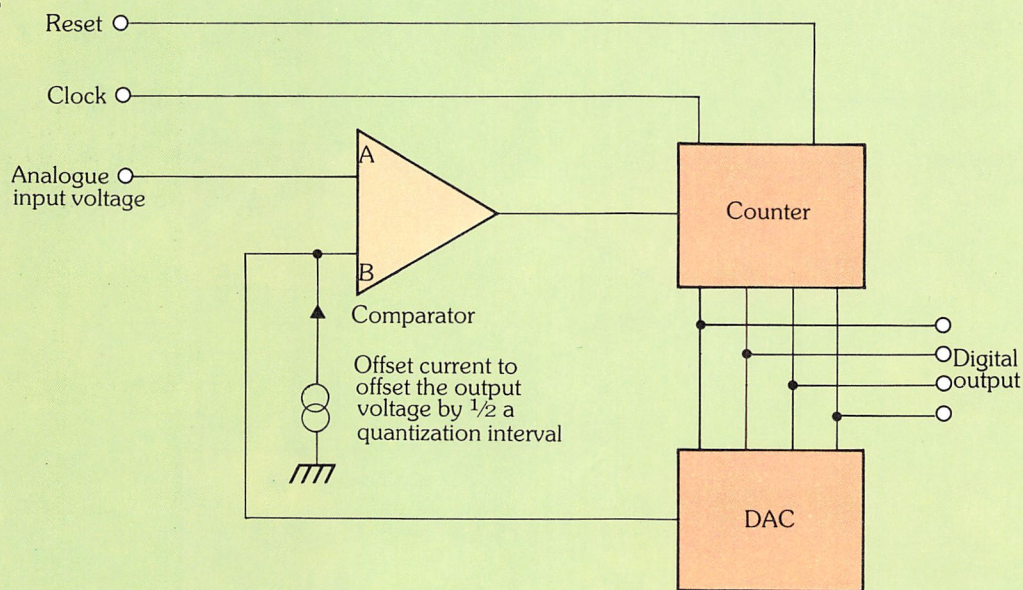 Reset
Clock
Analogue
input voltage
A
B
Counter
Comparator
Offset current to
offset the output
voltage by 1/2 a
quantization interval
Digital
output
DAC